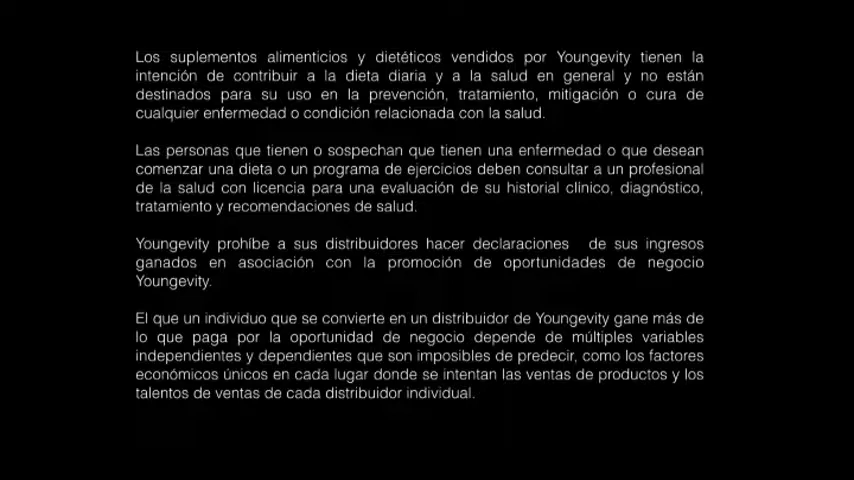 Los suplementos alimenticios y dietéticos vendidos por Youngevity tienen la
intención de contribuir a la dieta diaria y a la salud en general y no están
destinados para su uso en la prevención, tratamiento, mitigación o cura de
cualquier enfermedad o condición relacionada con la salud.
Las personas que tienen o sospechan que tienen una enfermedad o que desean
comenzar una dieta o un programa de ejercicios deben consultar a un profesional
de la salud con licencia para una evaluación de su historial clínico, diagnóstico,
tratamiento y recomendaciones de salud.
Youngevity prohíbe a sus distribuidores hacer declaraciones de sus ingresos
ganados en asociación con la promoción de oportunidades de negocio
Youngevity.
El que un individuo que se convierte en un distribuidor de Youngevity gane más de
lo que paga por la oportunidad de negocio depende de múltiples variables
independientes y dependientes que son imposibles de predecir, como los factores
económicos únicos en cada lugar donde se intentan las ventas de productos y los
talentos de ventas de cada distribuidor individual.